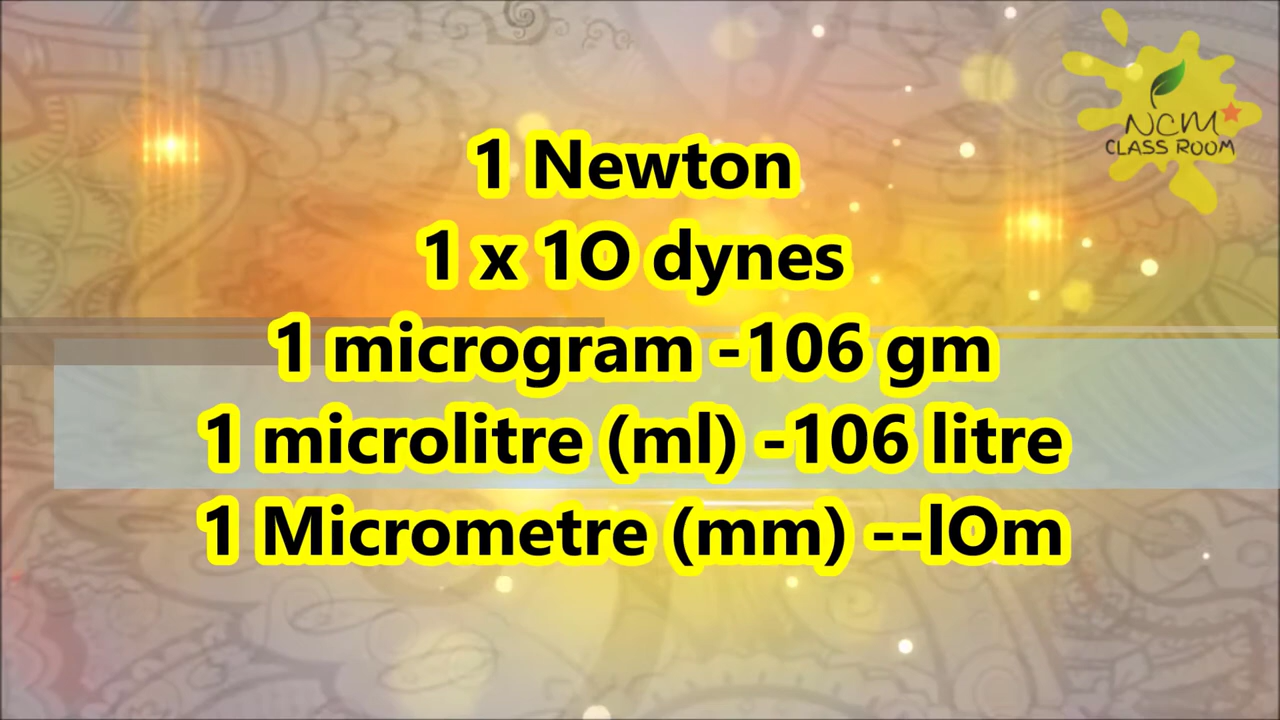 NCM
CLASS ROOM
1 Newton
1 x 1O dynes
1 microgram -106 gm
1 microlitre (ml) -106 litre
1 Micrometre (mm) --lOm